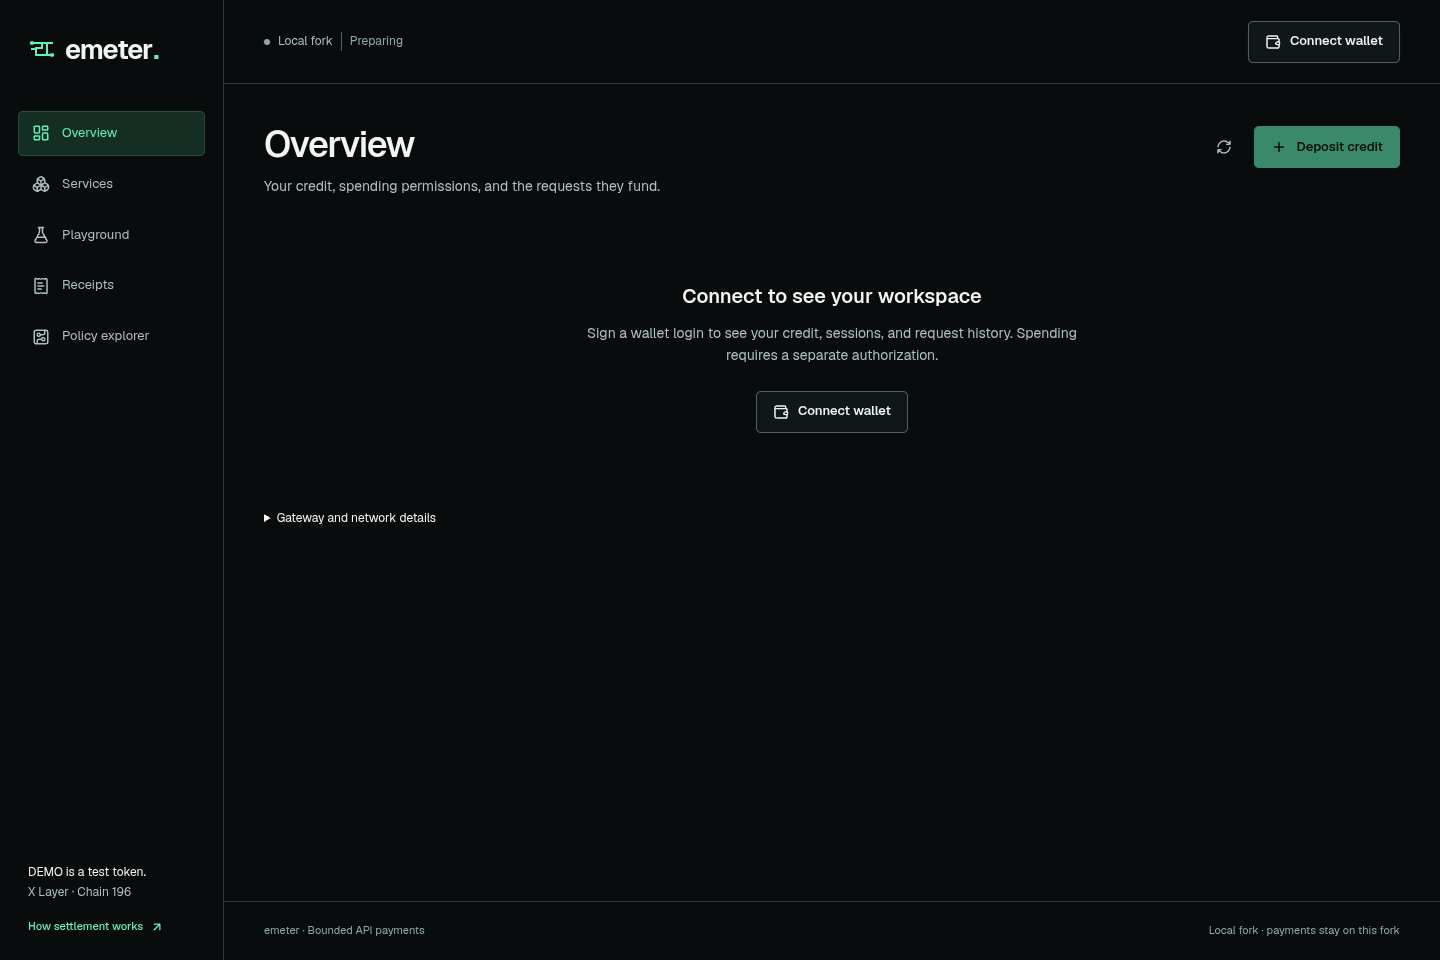 emeter.
Overview
Services
Playground
Receipts
Policy explorer
DEMO is a test token.
X Layer · Chain 196
How settlement works
Local fork
Preparing
Connect wallet
Overview
Deposit credit
Your credit, spending permissions, and the requests they fund.
Connect to see your workspace
Sign a wallet login to see your credit, sessions, and request history. Spending
requires a separate authorization.
Connect wallet
Gateway and network details
emeter · Bounded API payments
Local fork · payments stay on this fork